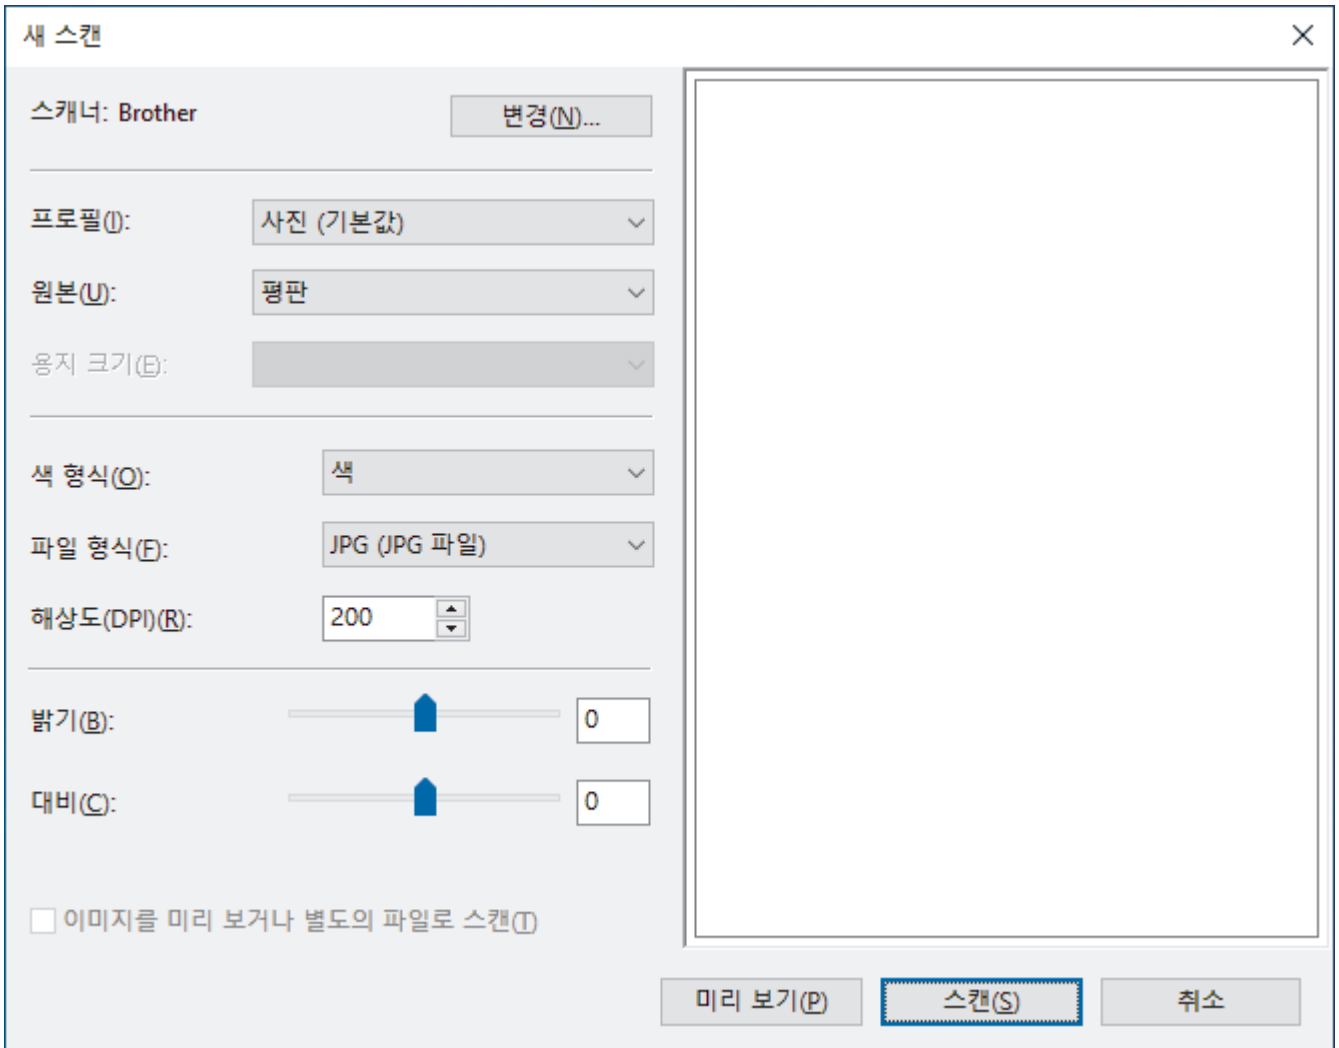 새 스캔
스캐너: Brother
변경(N)...
프로필(I):
사진 (기본값)
원본(U):
평판
용지 크기(E):
색 형식(O):
색
파일 형식(F):
JPG (JPG 파일)
해상도(DPI)(R):
200
밝기(B):
0
대비(C):
0
이미지를 미리 보거나 별도의 파일로 스캔(T)
미리 보기(P)
스캔(S)
취소